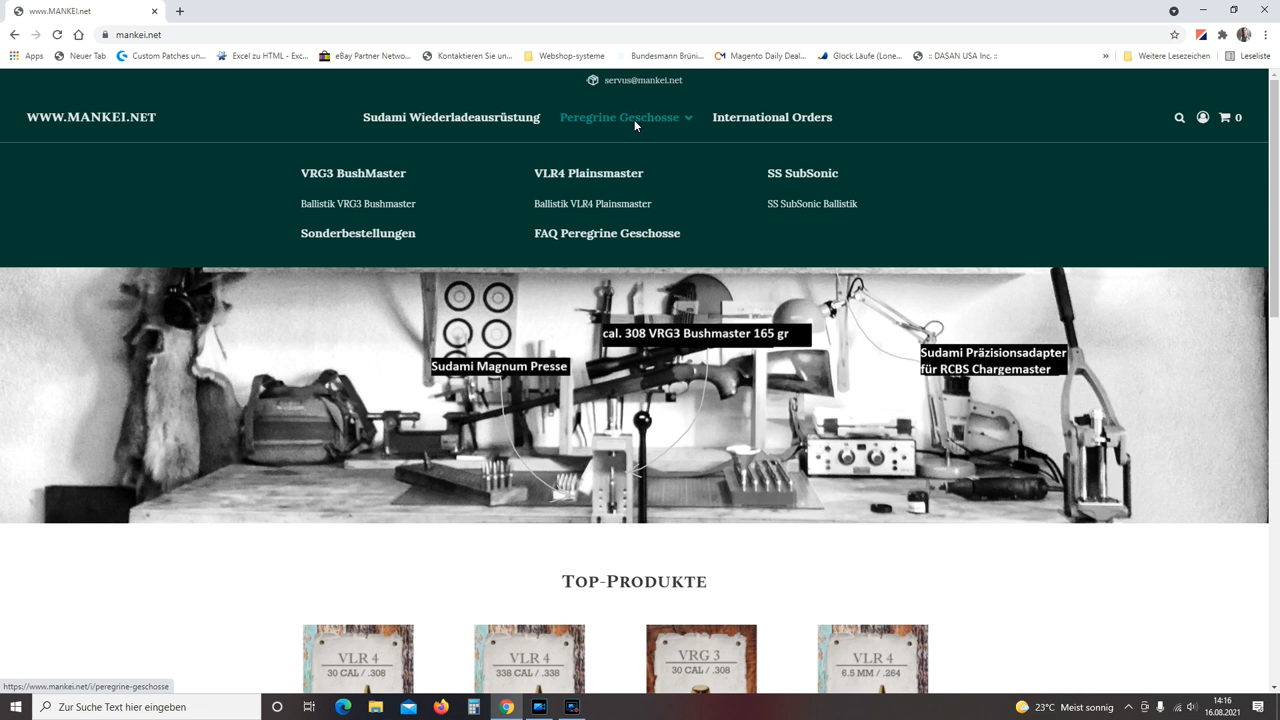 www.MANKEI.net
mankei.net
Apps
Neuer Tab
Custom Patches un...
Excel zu HTML - Exc...
eBay Partner Netwo...
Kontaktieren Sie un...
Webshop-systeme
Bundesmann Brüni...
Magento Daily Deal...
Glock Läufe (Lone...
:: DASAN USA Inc. ::
»
Weitere Lesezeichen
Leseliste
servus@mankei.net
WWW.MANKEI.NET
Sudami Wiederladeausrüstung
Peregrine Geschosse
International Orders
0
VRG3 BushMaster
VLR4 Plainsmaster
SS SubSonic
Ballistik VRG3 Bushmaster
Ballistik VLR4 Plainsmaster
SS SubSonic Ballistik
Sonderbestellungen
FAQ Peregrine Geschosse
cal. 308 VRG3 Bushmaster 165 gr
Sudami Magnum Presse
Sudami Präzisionsadapter
für RCBS Chargemaster
Top-Produkte
VLR 4
30 CAL / .308
VLR 4
338 CAL / .338
VRG 3
30 CAL / .308
VLR 4
6.5 MM / .264
https://www.mankei.net/i/peregrine-geschosse
Zur Suche Text hier eingeben
23°C Meist sonnig
14:16
16.08.2021